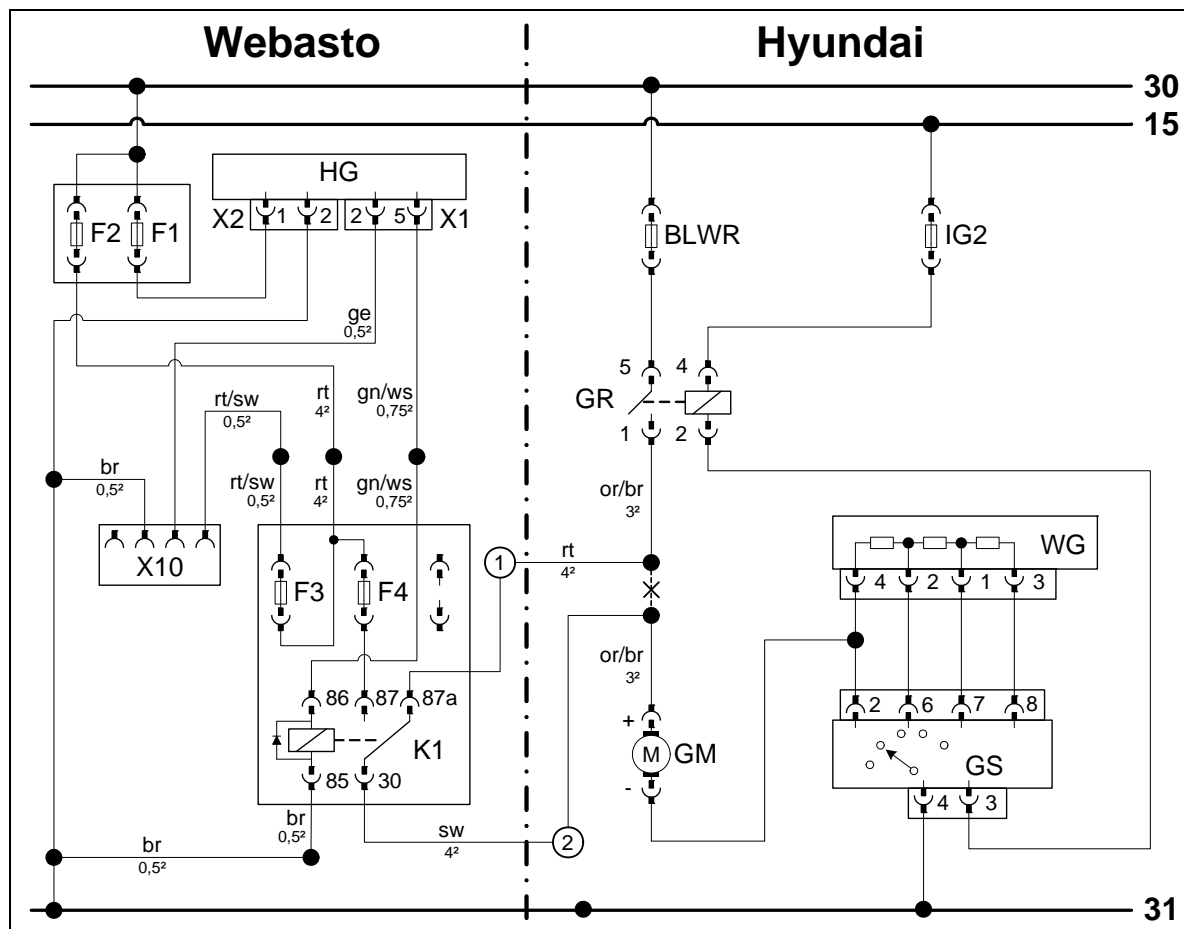 Webasto
Hyundai
30
15
HG
X2 1 2 2 5 X1
F2 F1
BLWR
IG2
ge
0,5²
rt/sw
0,5²
rt
4²
gn/ws
0,75²
5 4
GR
1 2
br
0,5²
rt/sw
0,5²
rt
4²
gn/ws
0,75²
or/br
3²
X10
1
rt
4²
WG
4 2 1 3
F3 F4
or/br
3²
86 87 87a
2 6 7 8
K1
+
M GM
-
GS
85 30
4 3
br
0,5²
sw
4²
2
br
0,5²
31